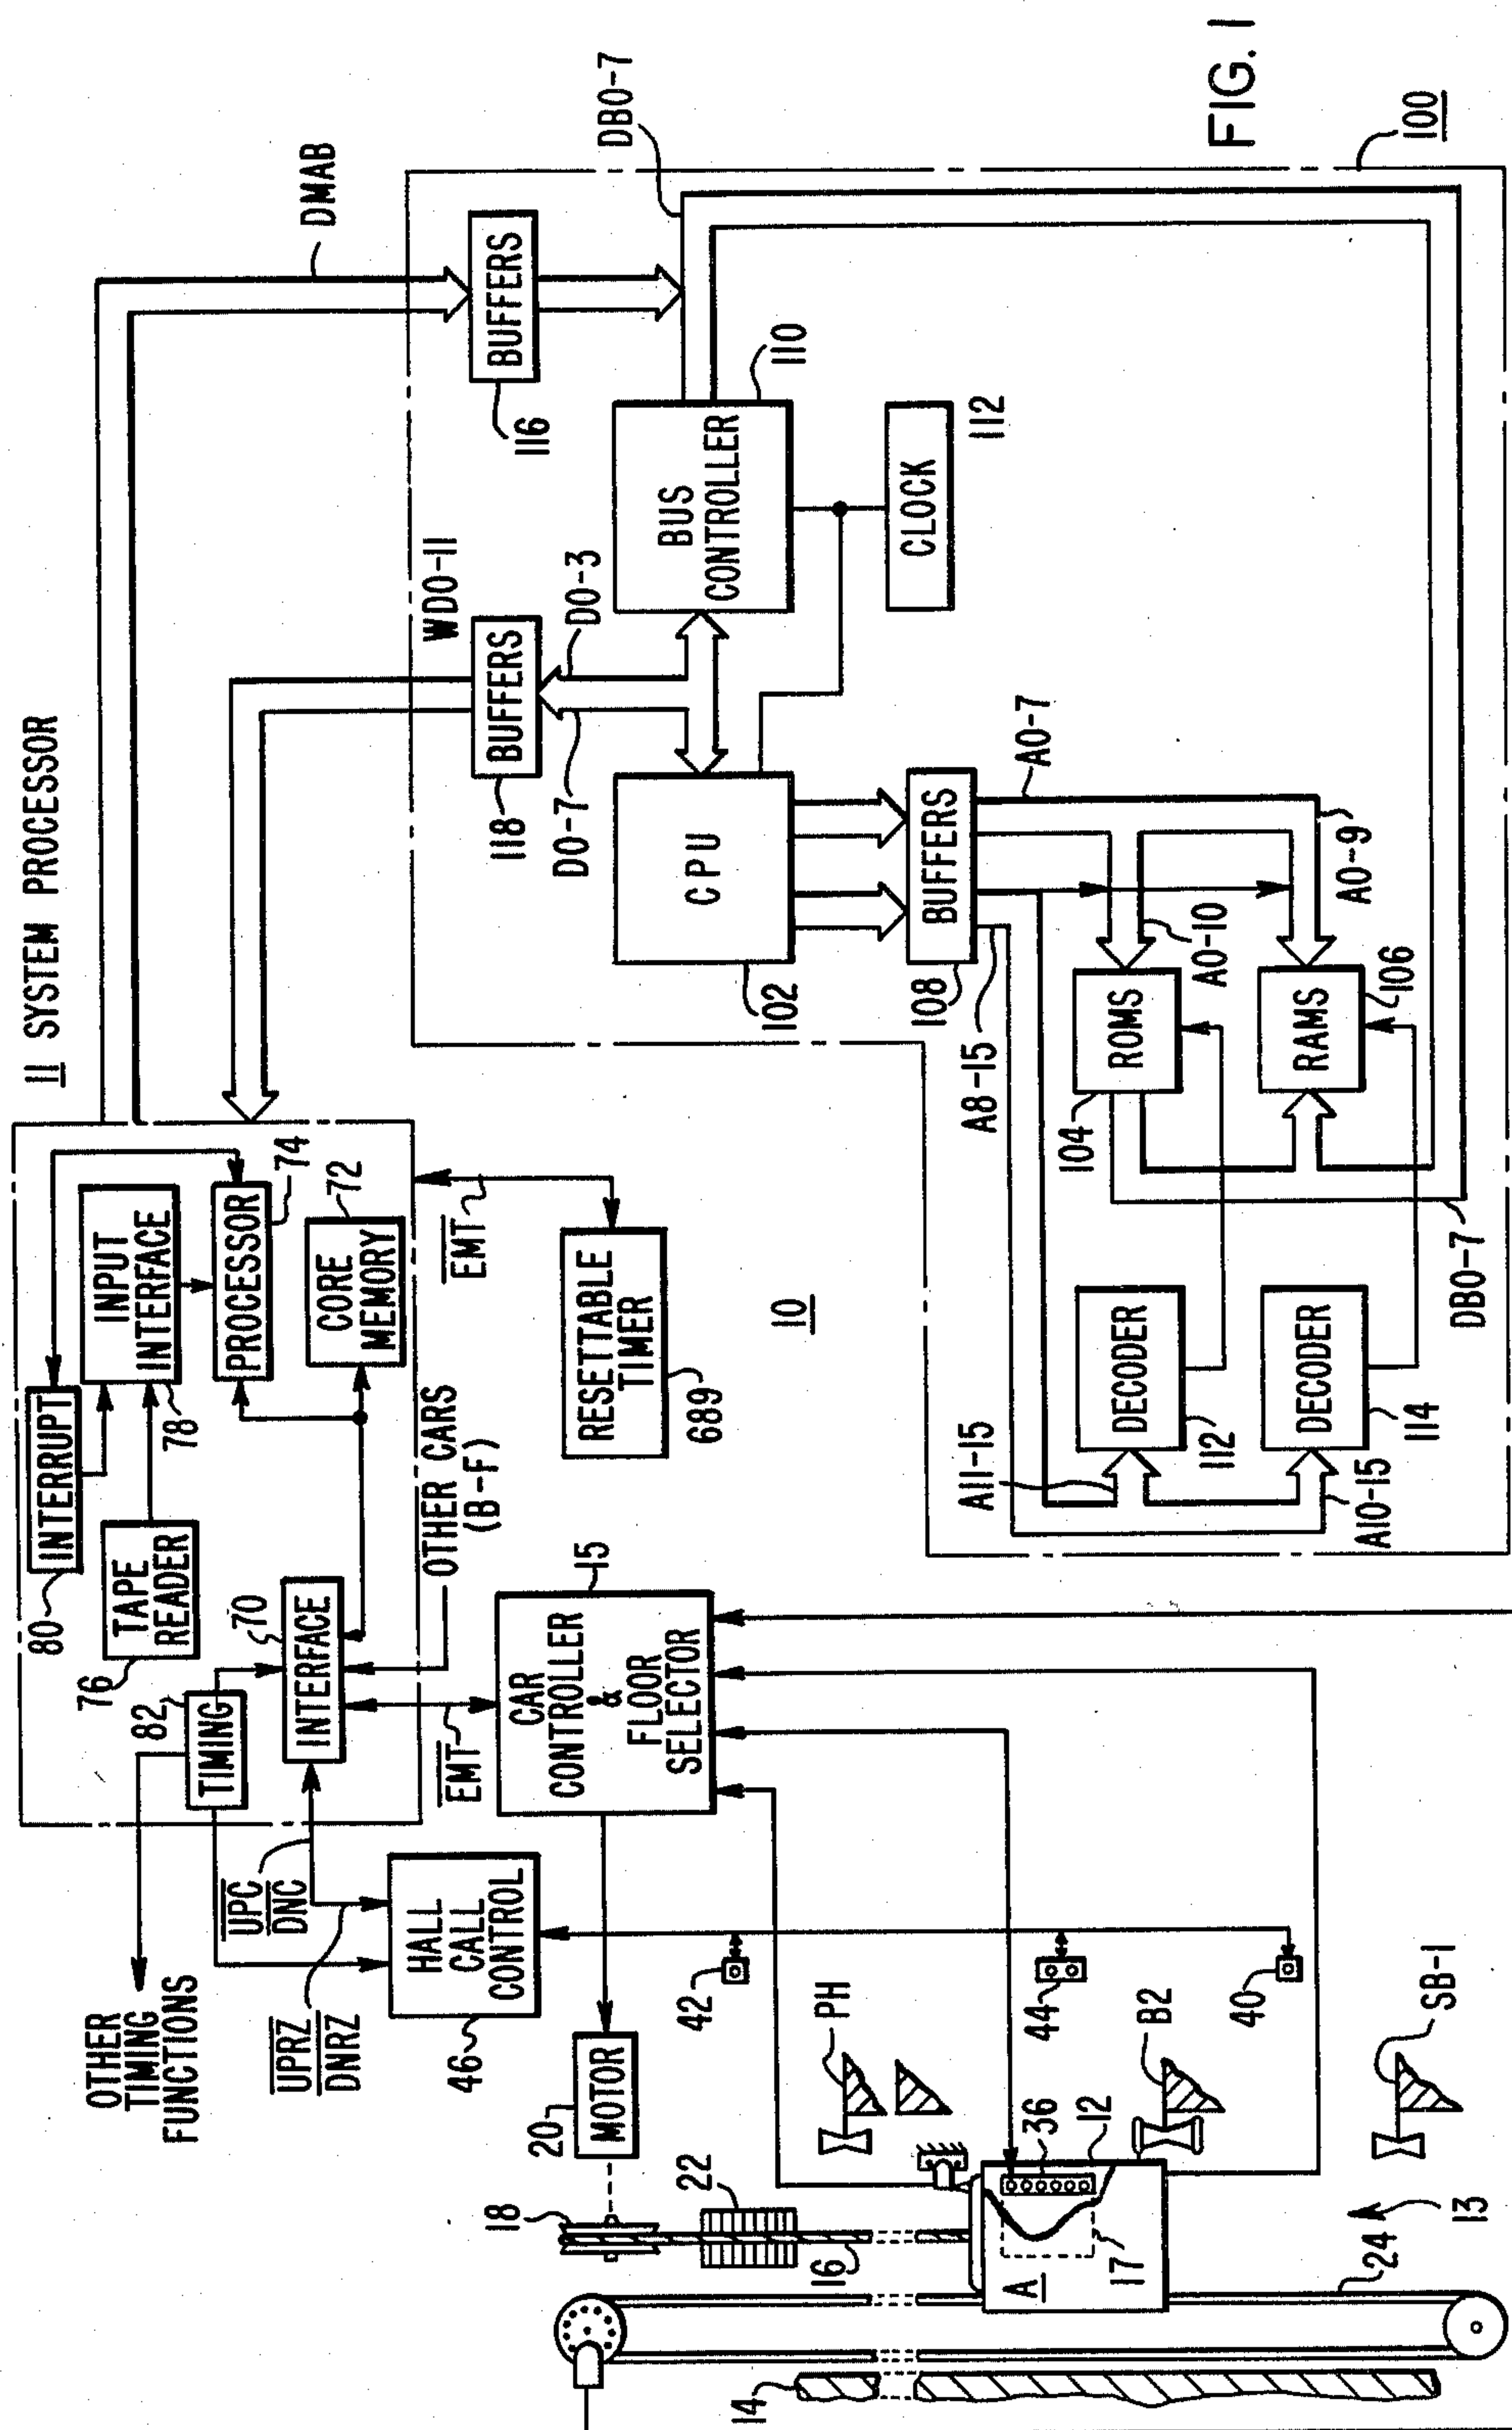 11 SYSTEM PROCESSOR
80
INTERRUPT
76
TAPE
READER
78
INPUT
INTERFACE
82
TIMING
70
INTERFACE
PROCESSOR
74
CORE
MEMORY
72
OTHER
TIMING
FUNCTIONS
UPC
DNC
UPRZ
DNRZ
46
HALL
CALL
CONTROL
EMT
OTHER CARS
(B-F)
EMT
RESETTABLE
TIMER
689
20
MOTOR
CAR
CONTROLLER
&
FLOOR
SELECTOR
15
10
18
22
16
42
44
40
PH
B2
SB-1
36
12
17
A
13
24
14
DMAB
DB0-7
WD0-11
BUFFERS
116
BUFFERS
118
D0-3
D0-7
BUS
CONTROLLER
110
CPU
102
CLOCK
112
BUFFERS
108
A0-7
A8-15
A0-10
A0-9
ROMS
104
RAMS
106
A11-15
DECODER
112
DECODER
114
A10-15
DB0-7
100
FIG. 1